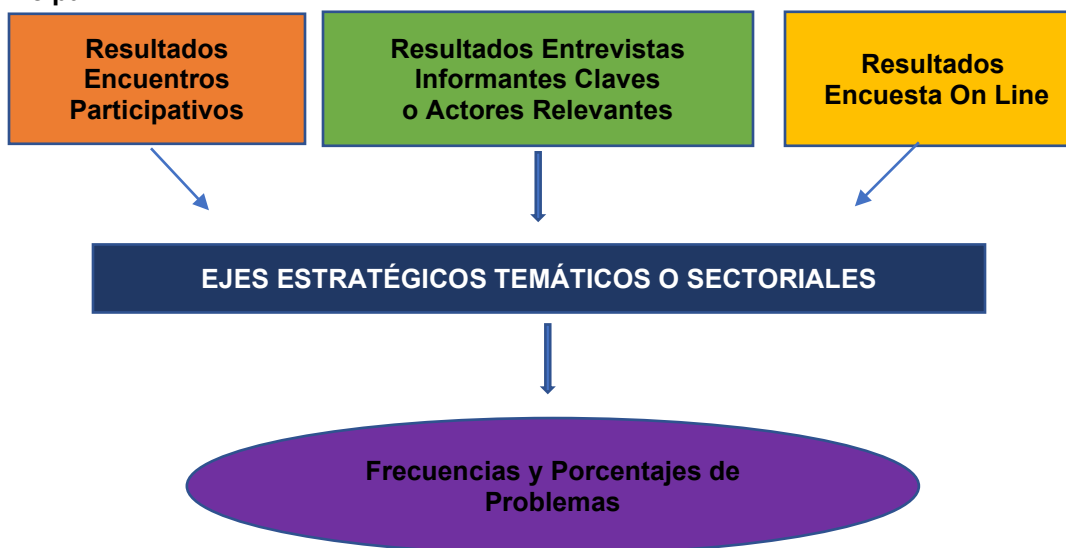 Resultados
Encuentros
Participativos
Resultados Entrevistas
Informantes Claves
o Actores Relevantes
Resultados
Encuesta On Line
EJES ESTRATÉGICOS TEMÁTICOS O SECTORIALES
Frecuencias y Porcentajes de
Problemas